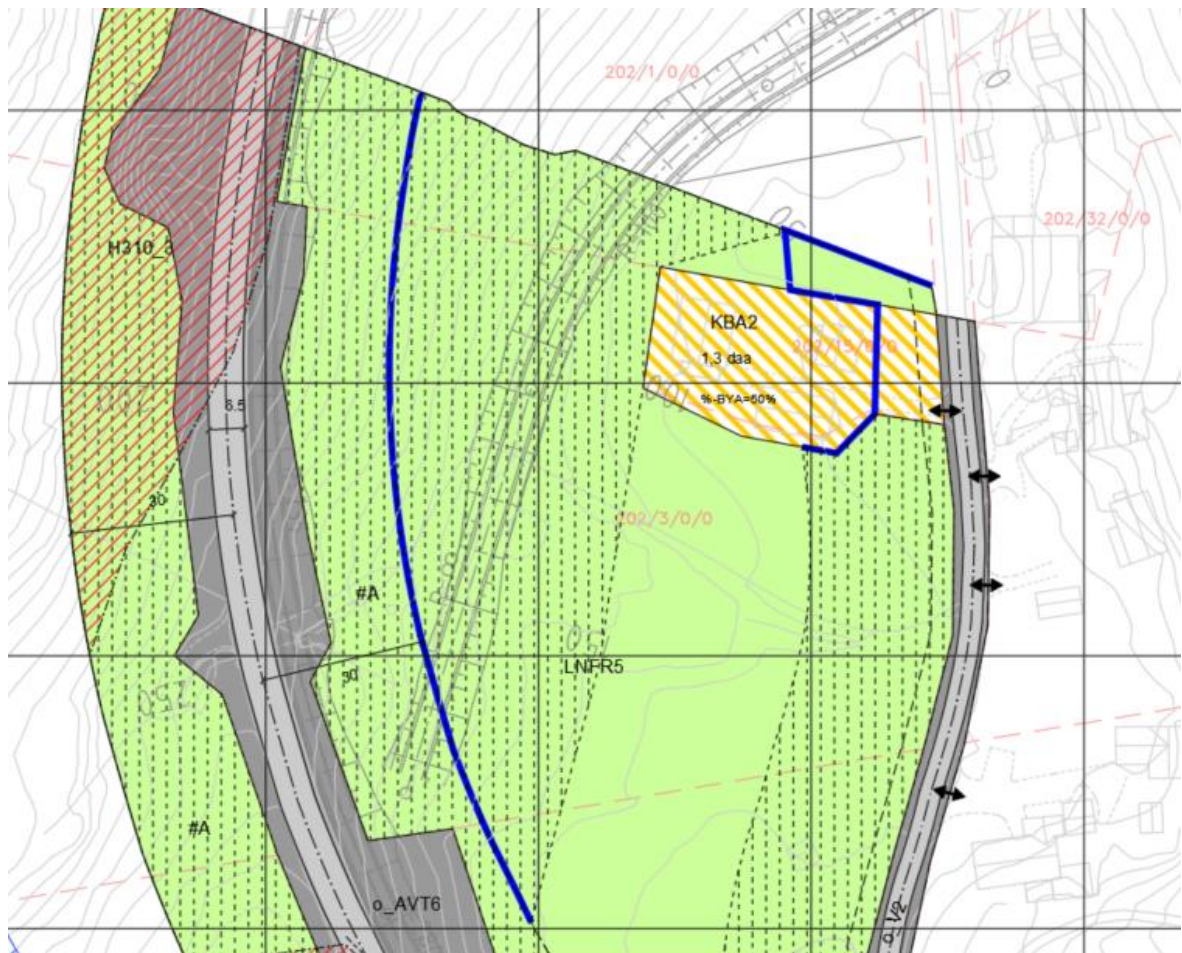 202/1/0/0
202/32/0/0
H310_3
KBA2
1,3 daa
%-BYA=60%
6.5
30
202/3/0/0
#A
LNFR5
30
#A
o_AVT6
o_V2